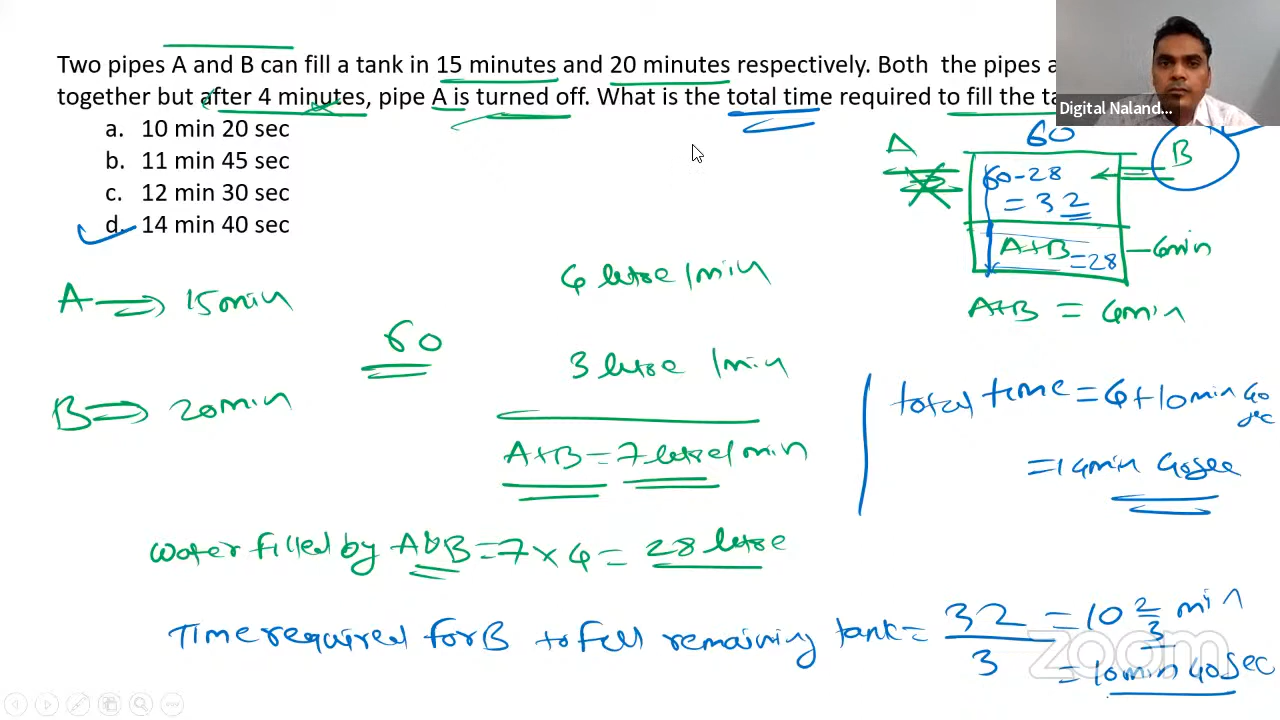 Two pipes A and B can fill a tank in 15 minutes and 20 minutes respectively. Both the pipes a
together but after 4 minutes, pipe A is turned off. What is the total time required to fill the ta
Digital Naland...
a. 10 min 20 sec
b. 11 min 45 sec
c. 12 min 30 sec
d. 14 min 40 sec
60
A
B
60-28
= 32
A+B =28 — 4min
A+B = 4min
A ⇒ 15min
4 litre /min
60
3 litre /min
B ⇒ 20min
A+B = 7 litre/min
total time = 4+10min 40 sec
=14min 40sec
water filled by A&B = 7 × 4 = 28 litre
Time required for B to fill remaining tank = 32/3 = 10 2/3 min
= 10min 40sec
zoom